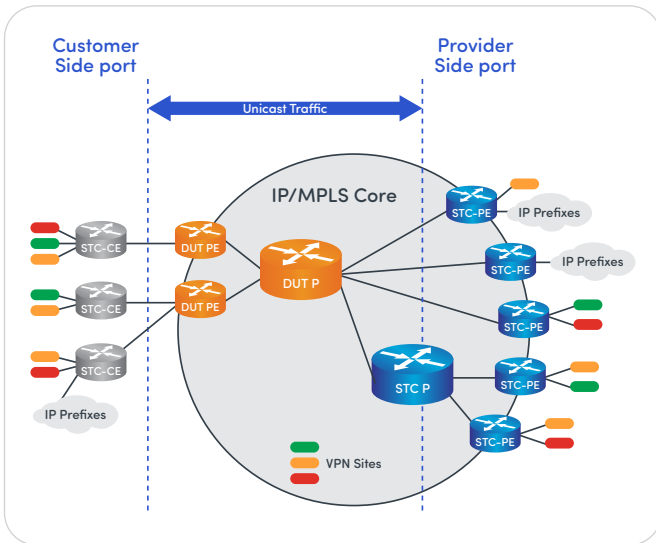 Customer
Side port
Provider
Side port
Unicast Traffic
IP/MPLS Core
STC-PE
IP Prefixes
STC-CE
DUT PE
DUT P
STC-PE
IP Prefixes
STC-CE
DUT PE
STC-PE
STC-CE
STC P
STC-PE
IP Prefixes
STC-PE
VPN Sites